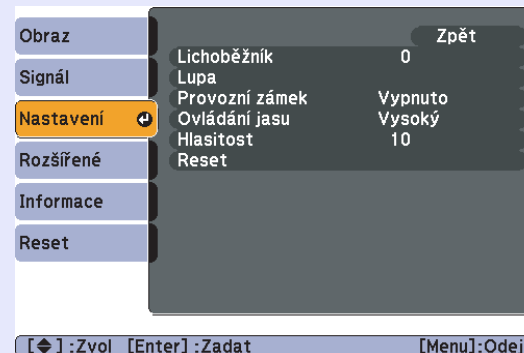 Obraz
Signál
Nastavení
Rozšířené
Informace
Reset
Zpět
Lichoběžník 0
Lupa
Provozní zámek Vypnuto
Ovládání jasu Vysoký
Hlasitost 10
Reset
[ ] :Zvol [Enter] :Zadat [Menu]:Odej